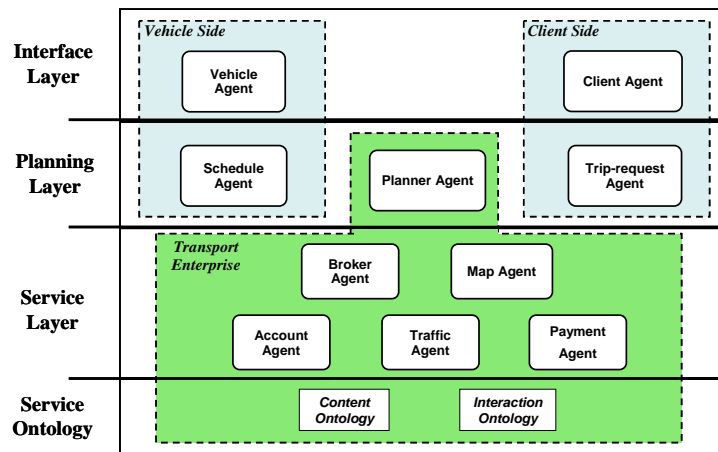 Vehicle Side
Client Side
Interface
Layer
Vehicle
Agent
Client Agent
Planning
Layer
Schedule
Agent
Planner Agent
Trip-request
Agent
Transport
Enterprise
Broker
Agent
Map Agent
Service
Layer
Account
Agent
Traffic
Agent
Payment
Agent
Service
Ontology
Content
Ontology
Interaction
Ontology